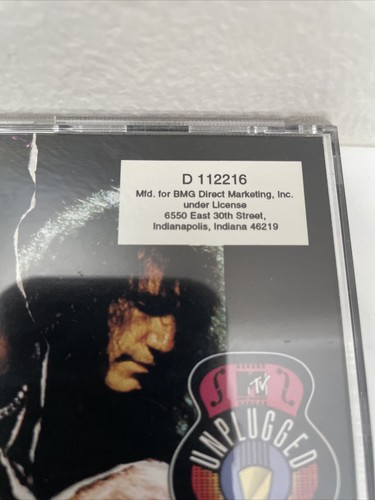 D 112216
Mfd. for BMG Direct Marketing, Inc.
under License
6550 East 30th Street,
Indianapolis, Indiana 46219
MTV
UNPLUGGED